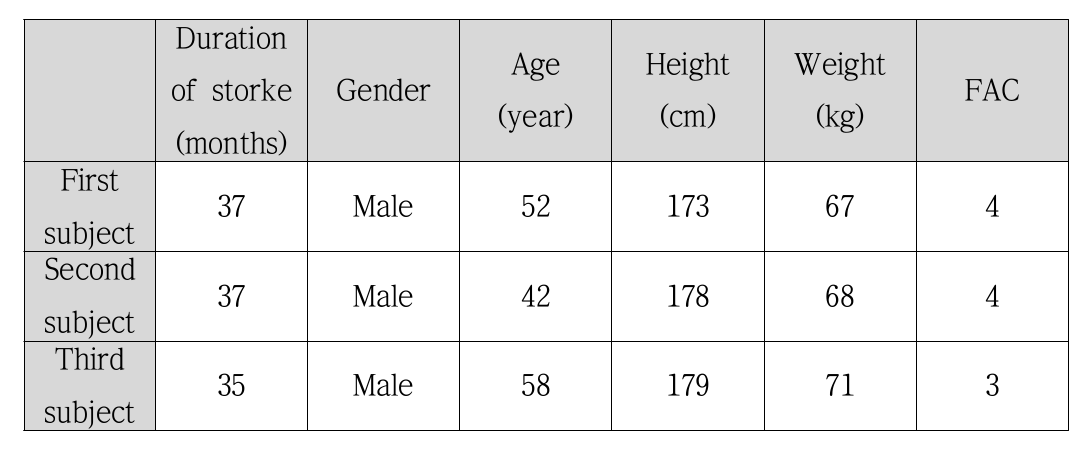 Duration of storke (months) Gender Age (year) Height (cm) Weight (kg) FAC
First subject 37 Male 52 173 67 4
Second subject 37 Male 42 178 68 4
Third subject 35 Male 58 179 71 3